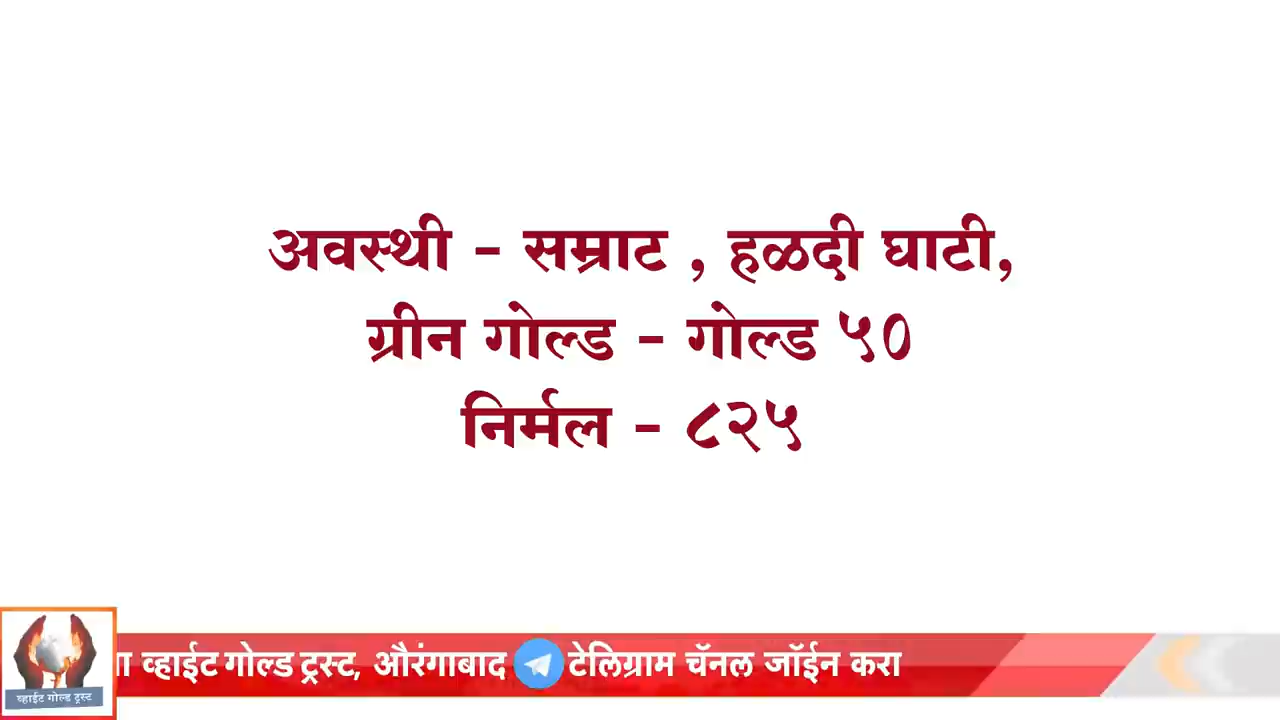 अवस्थी - सम्राट , हळदी घाटी,
ग्रीन गोल्ड - गोल्ड ५०
निर्मल - ८२५
व्हाईट गोल्ड ट्रस्ट, औरंगाबाद टेलिग्राम चॅनल जॉईन करा
व्हाईट गोल्ड ट्रस्ट